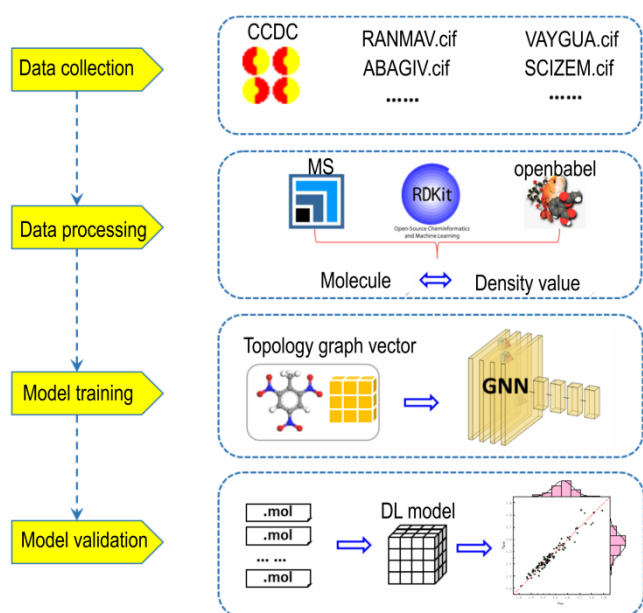 CCDC
RANMAV.cif
VAYGUA.cif
ABAGIV.cif
SCIZEM.cif
......
......
Data collection
MS
RDKit
openbabel
Open-Source Cheminformatics
and Machine Learning
Data processing
Molecule
Density value
Topology graph vector
GNN
Model training
.mol
.mol
... ...
.mol
DL model
Model validation